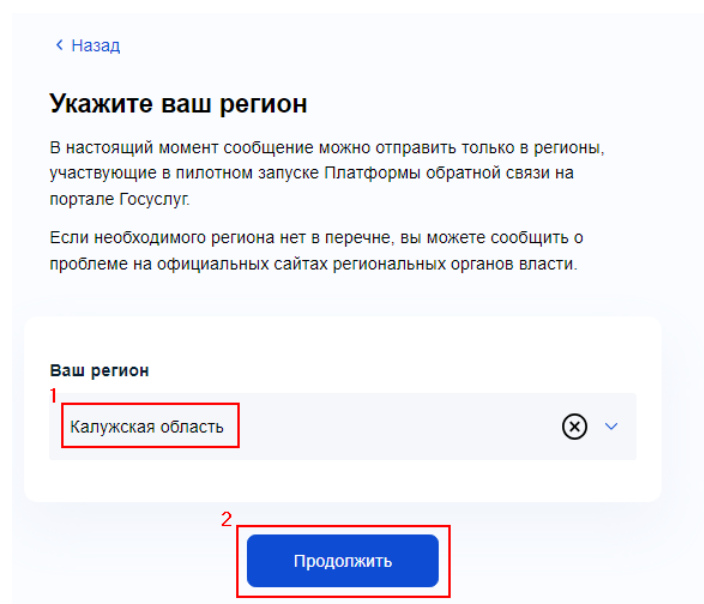 Назад
Укажите ваш регион
В настоящий момент сообщение можно отправить только в регионы,
участвующие в пилотном запуске Платформы обратной связи на
портале Госуслуг.
Если необходимого региона нет в перечне, вы можете сообщить о
проблеме на официальных сайтах региональных органов власти.
Ваш регион
1
Калужская область
2
Продолжить